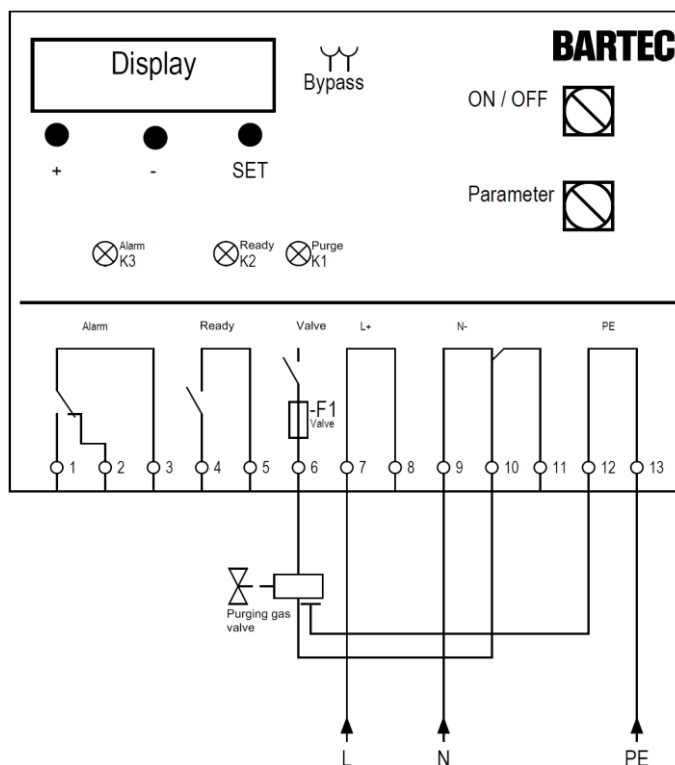 BARTEC
Display
Bypass
ON / OFF
+ - SET
Parameter
Alarm
K3
Ready
K2
Purge
K1
Alarm Ready Valve L+ N- PE
-F1
Valve
1 2 3 4 5 6 7 8 9 10 11 12 13
Purging gas
valve
L N PE